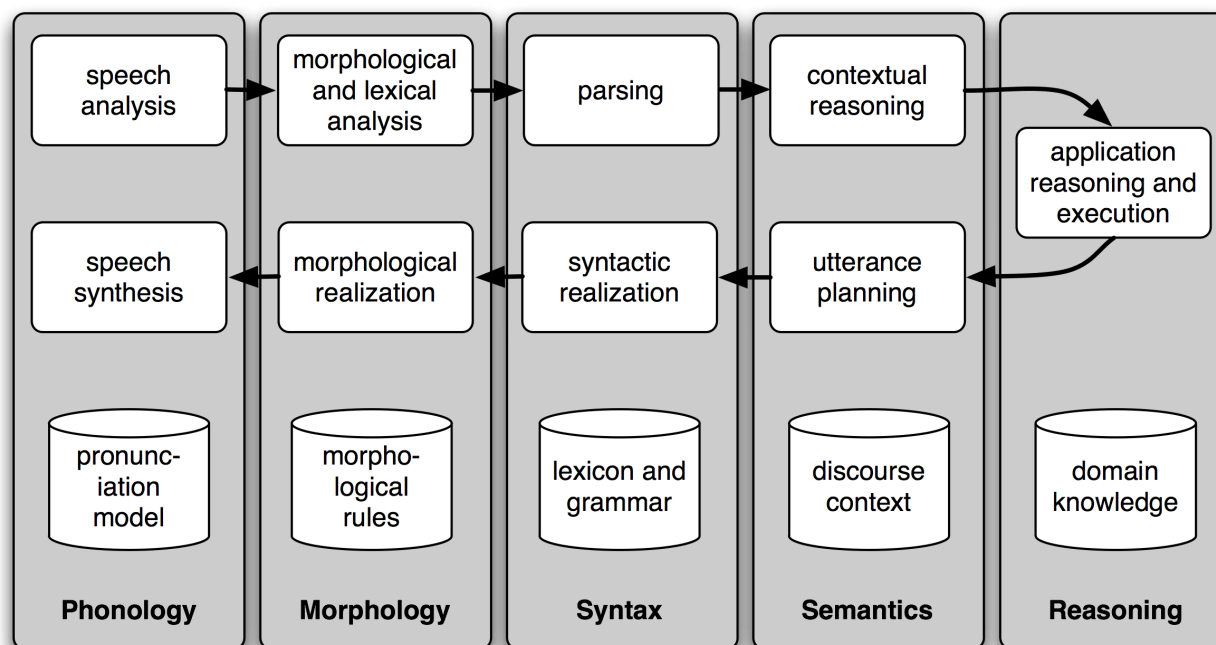 speech
analysis
morphological
and lexical
analysis
parsing
contextual
reasoning
application
reasoning and
execution
speech
synthesis
morphological
realization
syntactic
realization
utterance
planning
pronunc-
iation
model
morpho-
logical
rules
lexicon and
grammar
discourse
context
domain
knowledge
Phonology
Morphology
Syntax
Semantics
Reasoning